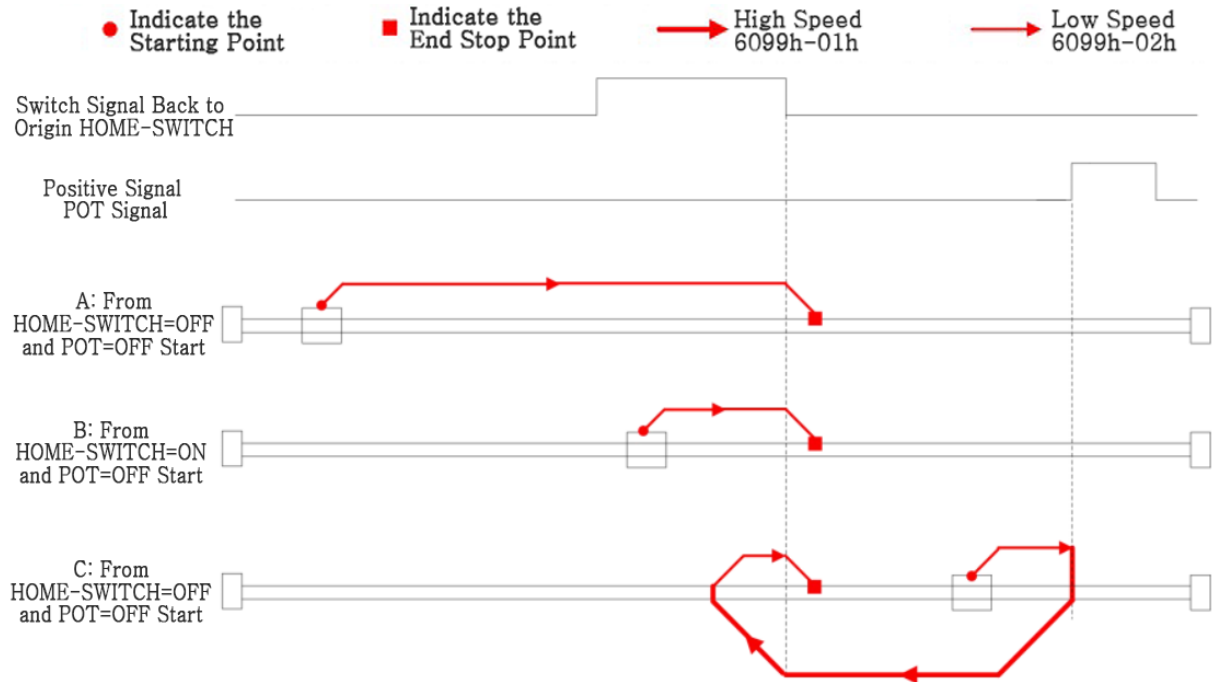 Indicate the
Starting Point
Indicate the
End Stop Point
High Speed
6099h-01h
Low Speed
6099h-02h
Switch Signal Back to
Origin HOME-SWITCH
Positive Signal
POT Signal
A: From
HOME-SWITCH=OFF
and POT=OFF Start
B: From
HOME-SWITCH=ON
and POT=OFF Start
C: From
HOME-SWITCH=OFF
and POT=OFF Start